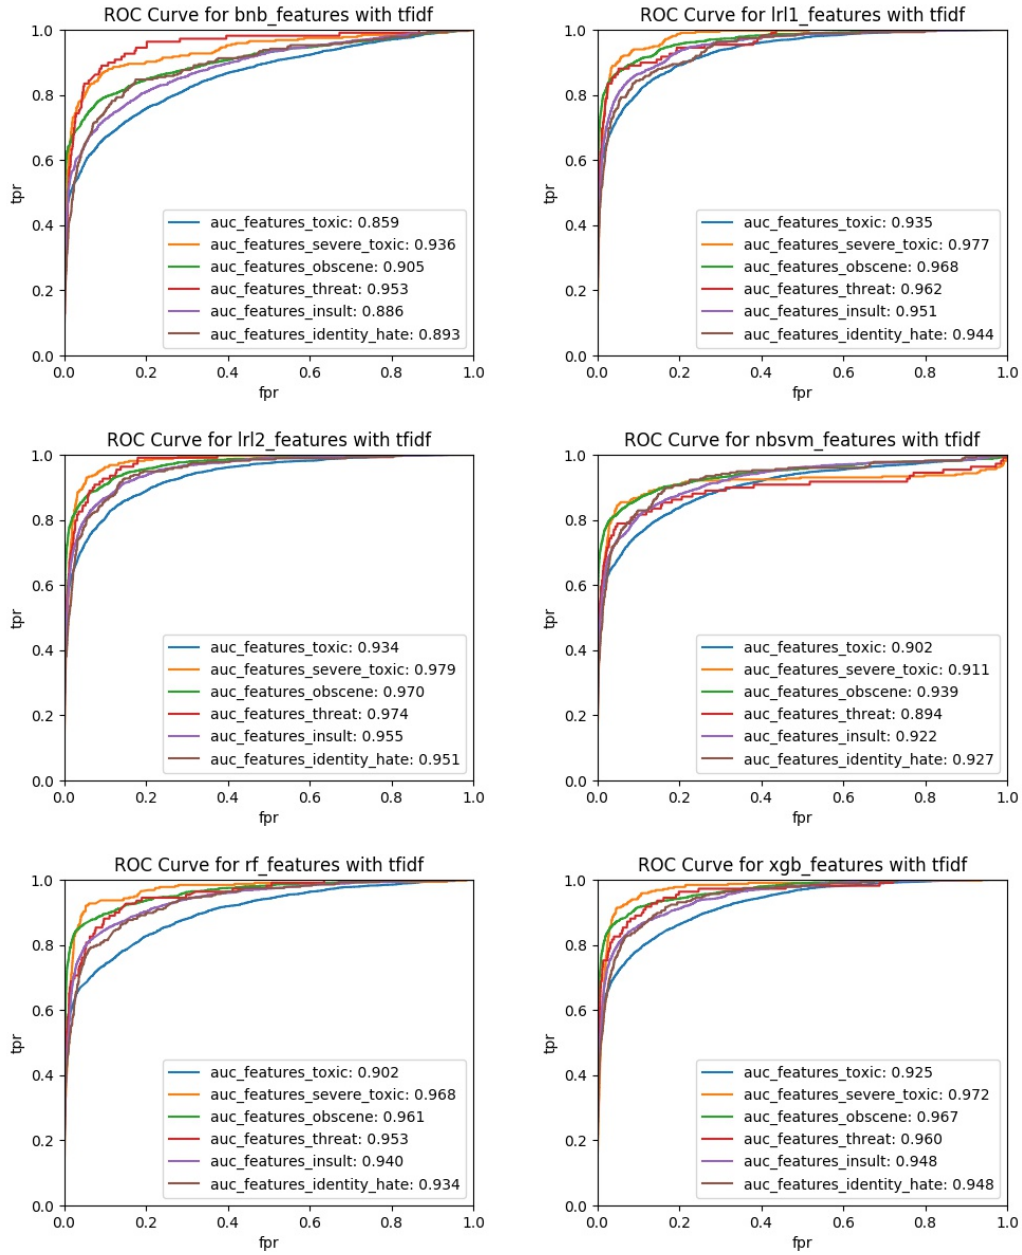 ROC Curve for bnb_features with tfidf
1.0
0.8
0.6
0.4
0.2
0.0
tpr
auc_features_toxic: 0.859
auc_features_severe_toxic: 0.936
auc_features_obscene: 0.905
auc_features_threat: 0.953
auc_features_insult: 0.886
auc_features_identity_hate: 0.893
0.0 0.2 0.4 0.6 0.8 1.0
fpr
ROC Curve for lrl1_features with tfidf
1.0
0.8
0.6
0.4
0.2
0.0
tpr
auc_features_toxic: 0.935
auc_features_severe_toxic: 0.977
auc_features_obscene: 0.968
auc_features_threat: 0.962
auc_features_insult: 0.951
auc_features_identity_hate: 0.944
0.0 0.2 0.4 0.6 0.8 1.0
fpr
ROC Curve for lrl2_features with tfidf
1.0
0.8
0.6
0.4
0.2
0.0
tpr
auc_features_toxic: 0.934
auc_features_severe_toxic: 0.979
auc_features_obscene: 0.970
auc_features_threat: 0.974
auc_features_insult: 0.955
auc_features_identity_hate: 0.951
0.0 0.2 0.4 0.6 0.8 1.0
fpr
ROC Curve for nbsvm_features with tfidf
1.0
0.8
0.6
0.4
0.2
0.0
tpr
auc_features_toxic: 0.902
auc_features_severe_toxic: 0.911
auc_features_obscene: 0.939
auc_features_threat: 0.894
auc_features_insult: 0.922
auc_features_identity_hate: 0.927
0.0 0.2 0.4 0.6 0.8 1.0
fpr
ROC Curve for rf_features with tfidf
1.0
0.8
0.6
0.4
0.2
0.0
tpr
auc_features_toxic: 0.902
auc_features_severe_toxic: 0.968
auc_features_obscene: 0.961
auc_features_threat: 0.953
auc_features_insult: 0.940
auc_features_identity_hate: 0.934
0.0 0.2 0.4 0.6 0.8 1.0
fpr
ROC Curve for xgb_features with tfidf
1.0
0.8
0.6
0.4
0.2
0.0
tpr
auc_features_toxic: 0.925
auc_features_severe_toxic: 0.972
auc_features_obscene: 0.967
auc_features_threat: 0.960
auc_features_insult: 0.948
auc_features_identity_hate: 0.948
0.0 0.2 0.4 0.6 0.8 1.0
fpr